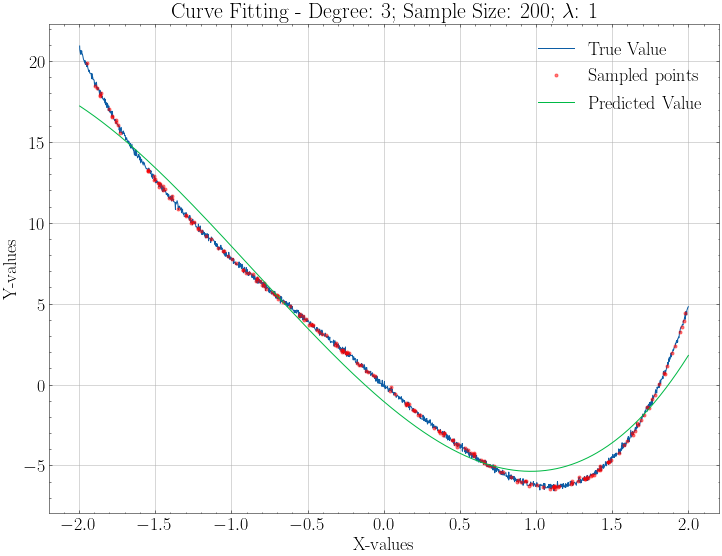 Curve Fitting - Degree: 3; Sample Size: 200; λ: 1
True Value
Sampled points
Predicted Value
Y-values
20
15
10
5
0
−5
−2.0 −1.5 −1.0 −0.5 0.0 0.5 1.0 1.5 2.0
X-values